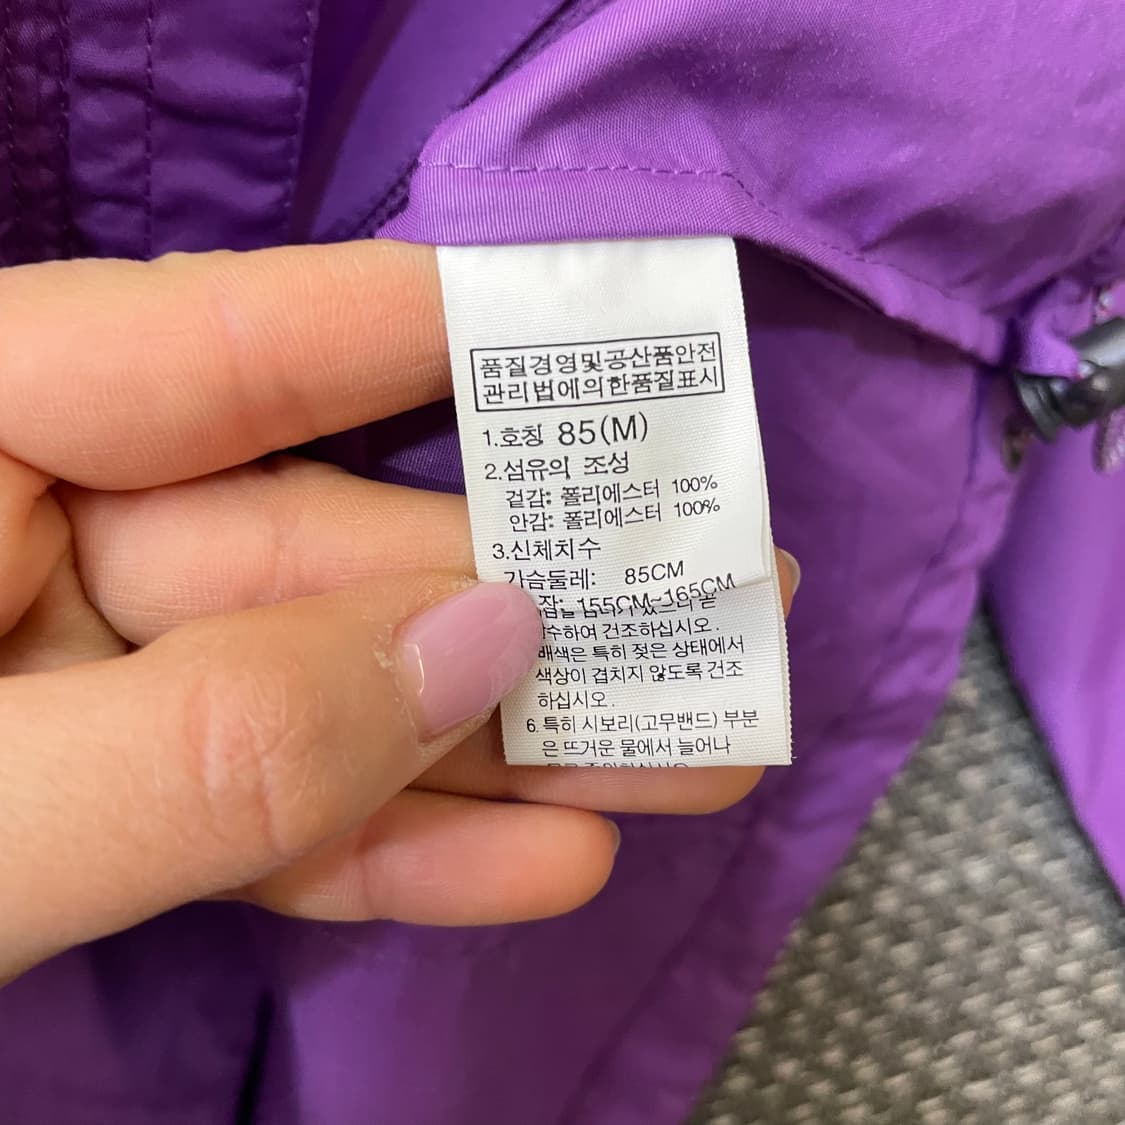 품질경영및공산품안전
관리법에의한품질표시
1.호칭 85(M)
2.섬유의 조성
겉감: 폴리에스터 100%
안감: 폴리에스터 100%
3.신체치수
가슴둘레: 85CM
장: 155CM~165CM
수하여 건조하십시오.
배색은 특히 젖은 상태에서
색상이 겹치지 않도록 건조
하십시오.
6. 특히 시보리(고무밴드) 부분
은 뜨거운 물에서 늘어나